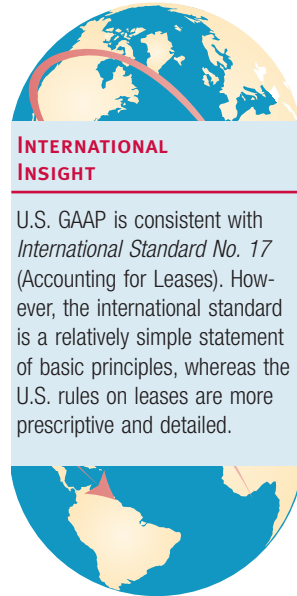 INTERNATIONAL
INSIGHT
U.S. GAAP is consistent with
International Standard No. 17
(Accounting for Leases). How-
ever, the international standard
is a relatively simple statement
of basic principles, whereas the
U.S. rules on leases are more
prescriptive and detailed.